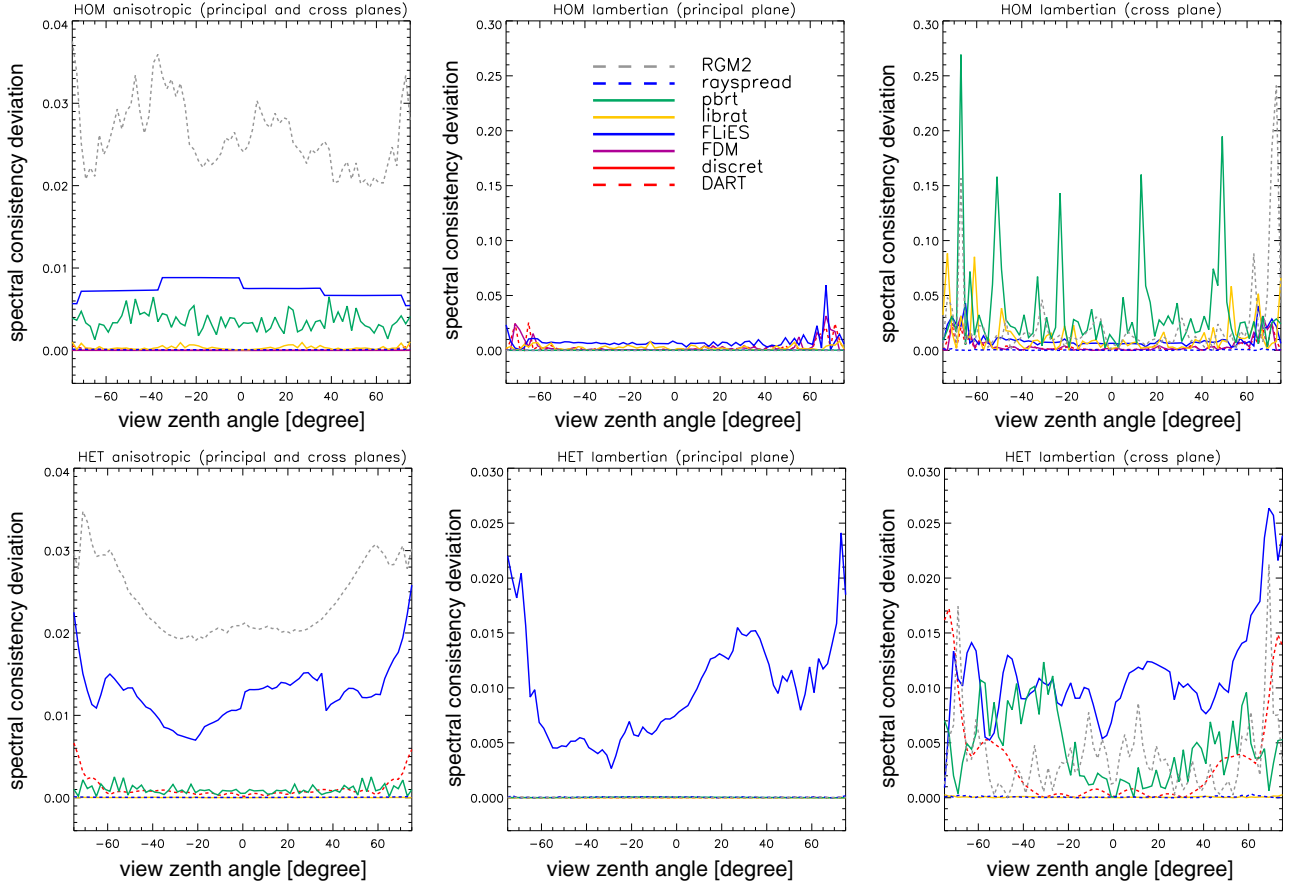 HOM anisotropic (principal and cross planes)
0.04
0.03
0.02
0.01
0.00
spectral consistency deviation
−60 −40 −20 0 20 40 60
view zenth angle [degree]
HOM lambertian (principal plane)
0.30
0.25
0.20
0.15
0.10
0.05
0.00
spectral consistency deviation
RGM2
rayspread
pbrt
librat
FLiES
FDM
discret
DART
−60 −40 −20 0 20 40 60
view zenth angle [degree]
HOM lambertian (cross plane)
0.30
0.25
0.20
0.15
0.10
0.05
0.00
spectral consistency deviation
−60 −40 −20 0 20 40 60
view zenth angle [degree]
HET anisotropic (principal and cross planes)
0.04
0.03
0.02
0.01
0.00
spectral consistency deviation
−60 −40 −20 0 20 40 60
view zenth angle [degree]
HET lambertian (principal plane)
0.030
0.025
0.020
0.015
0.010
0.005
0.000
spectral consistency deviation
−60 −40 −20 0 20 40 60
view zenth angle [degree]
HET lambertian (cross plane)
0.030
0.025
0.020
0.015
0.010
0.005
0.000
spectral consistency deviation
−60 −40 −20 0 20 40 60
view zenth angle [degree]